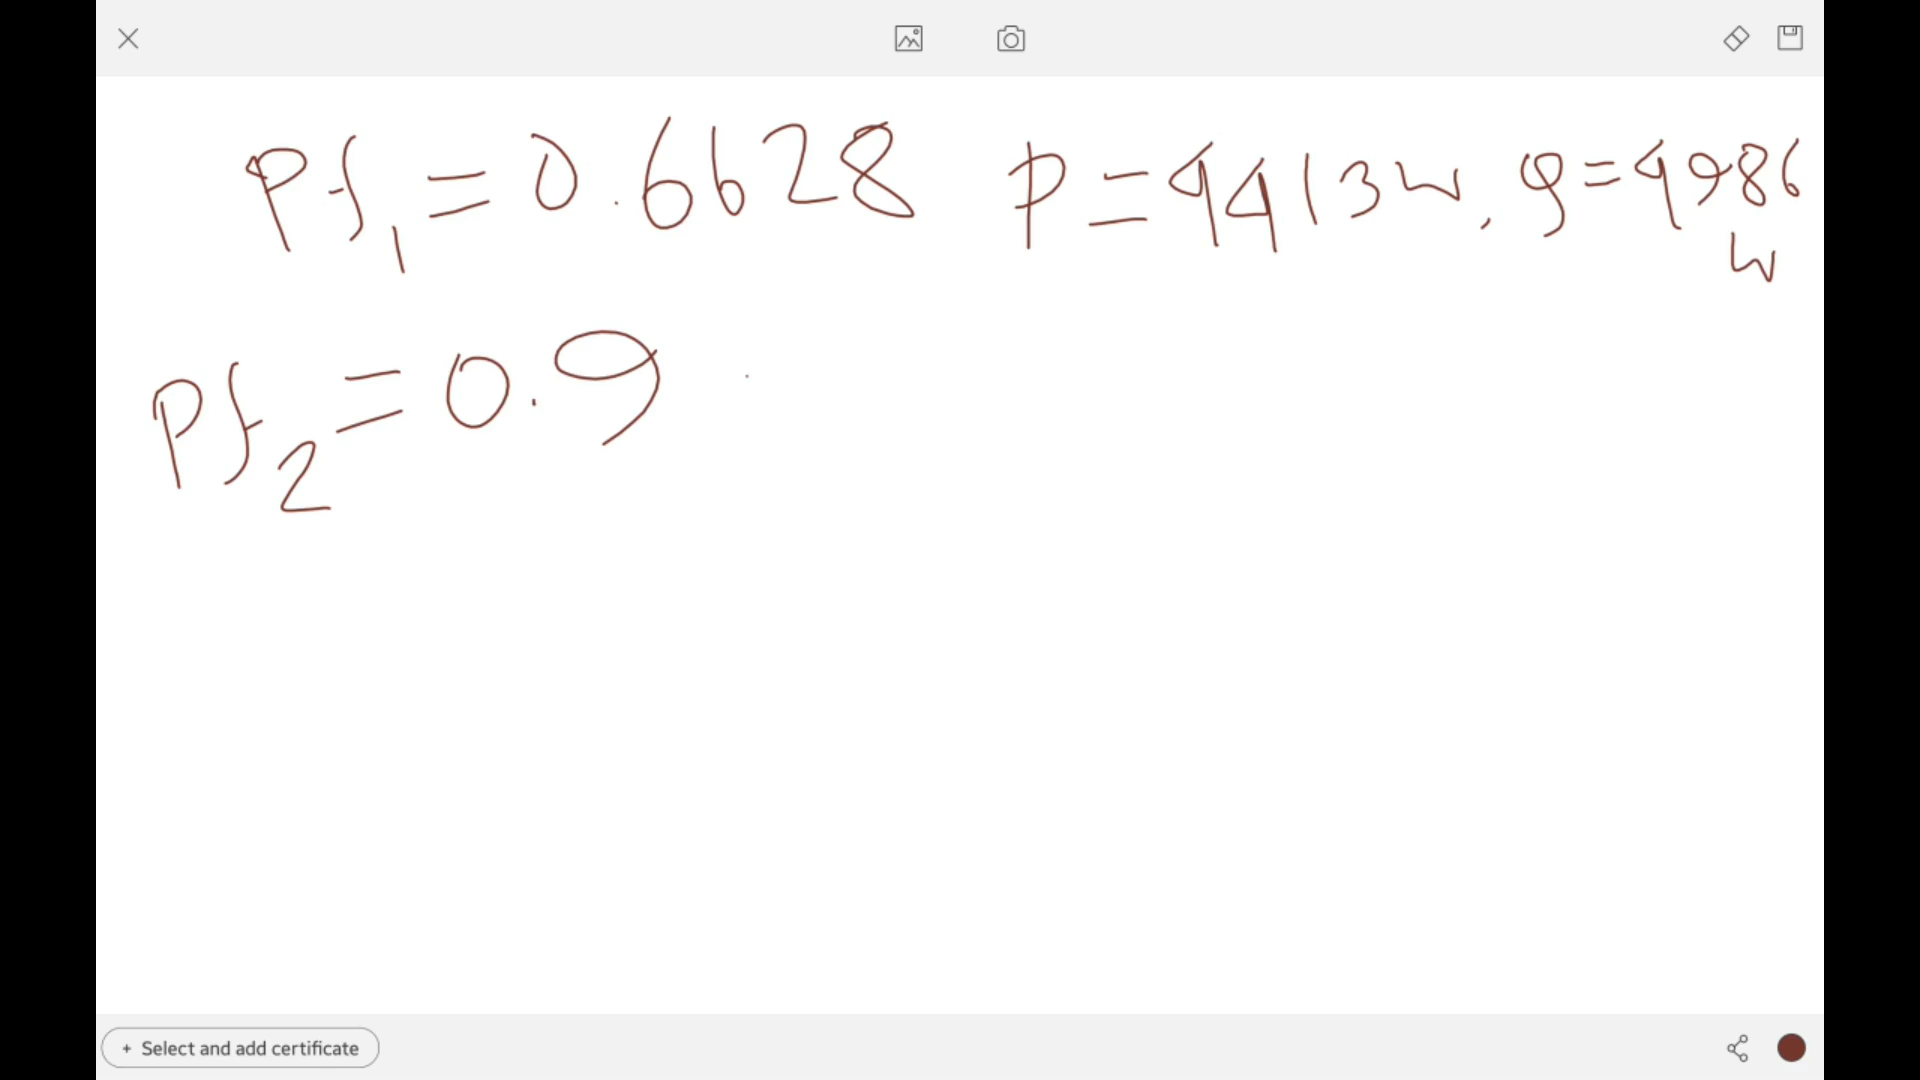 Pf1 = 0.6628 P = 4413W, Q = 4986
W
Pf2 = 0.9
+ Select and add certificate